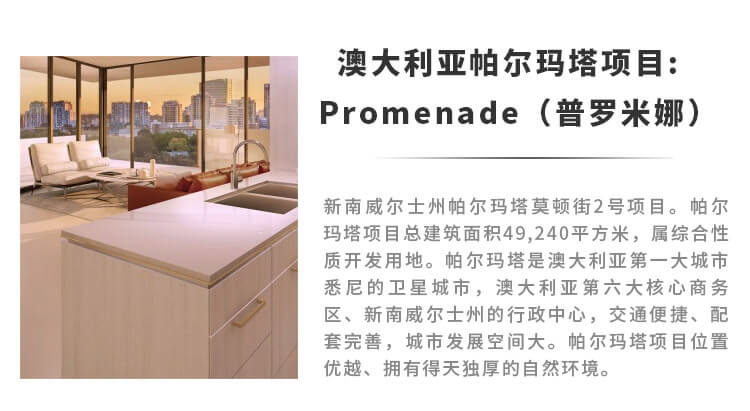 澳大利亚帕尔玛塔项目:
Promenade（普罗米娜）
新南威尔士州帕尔玛塔莫顿街2号项目。帕尔
玛塔项目总建筑面积49,240平方米，属综合性
质开发用地。帕尔玛塔是澳大利亚第一大城市
悉尼的卫星城市，澳大利亚第六大核心商务
区、新南威尔士州的行政中心，交通便捷、配
套完善，城市发展空间大。帕尔玛塔项目位置
优越、拥有得天独厚的自然环境。